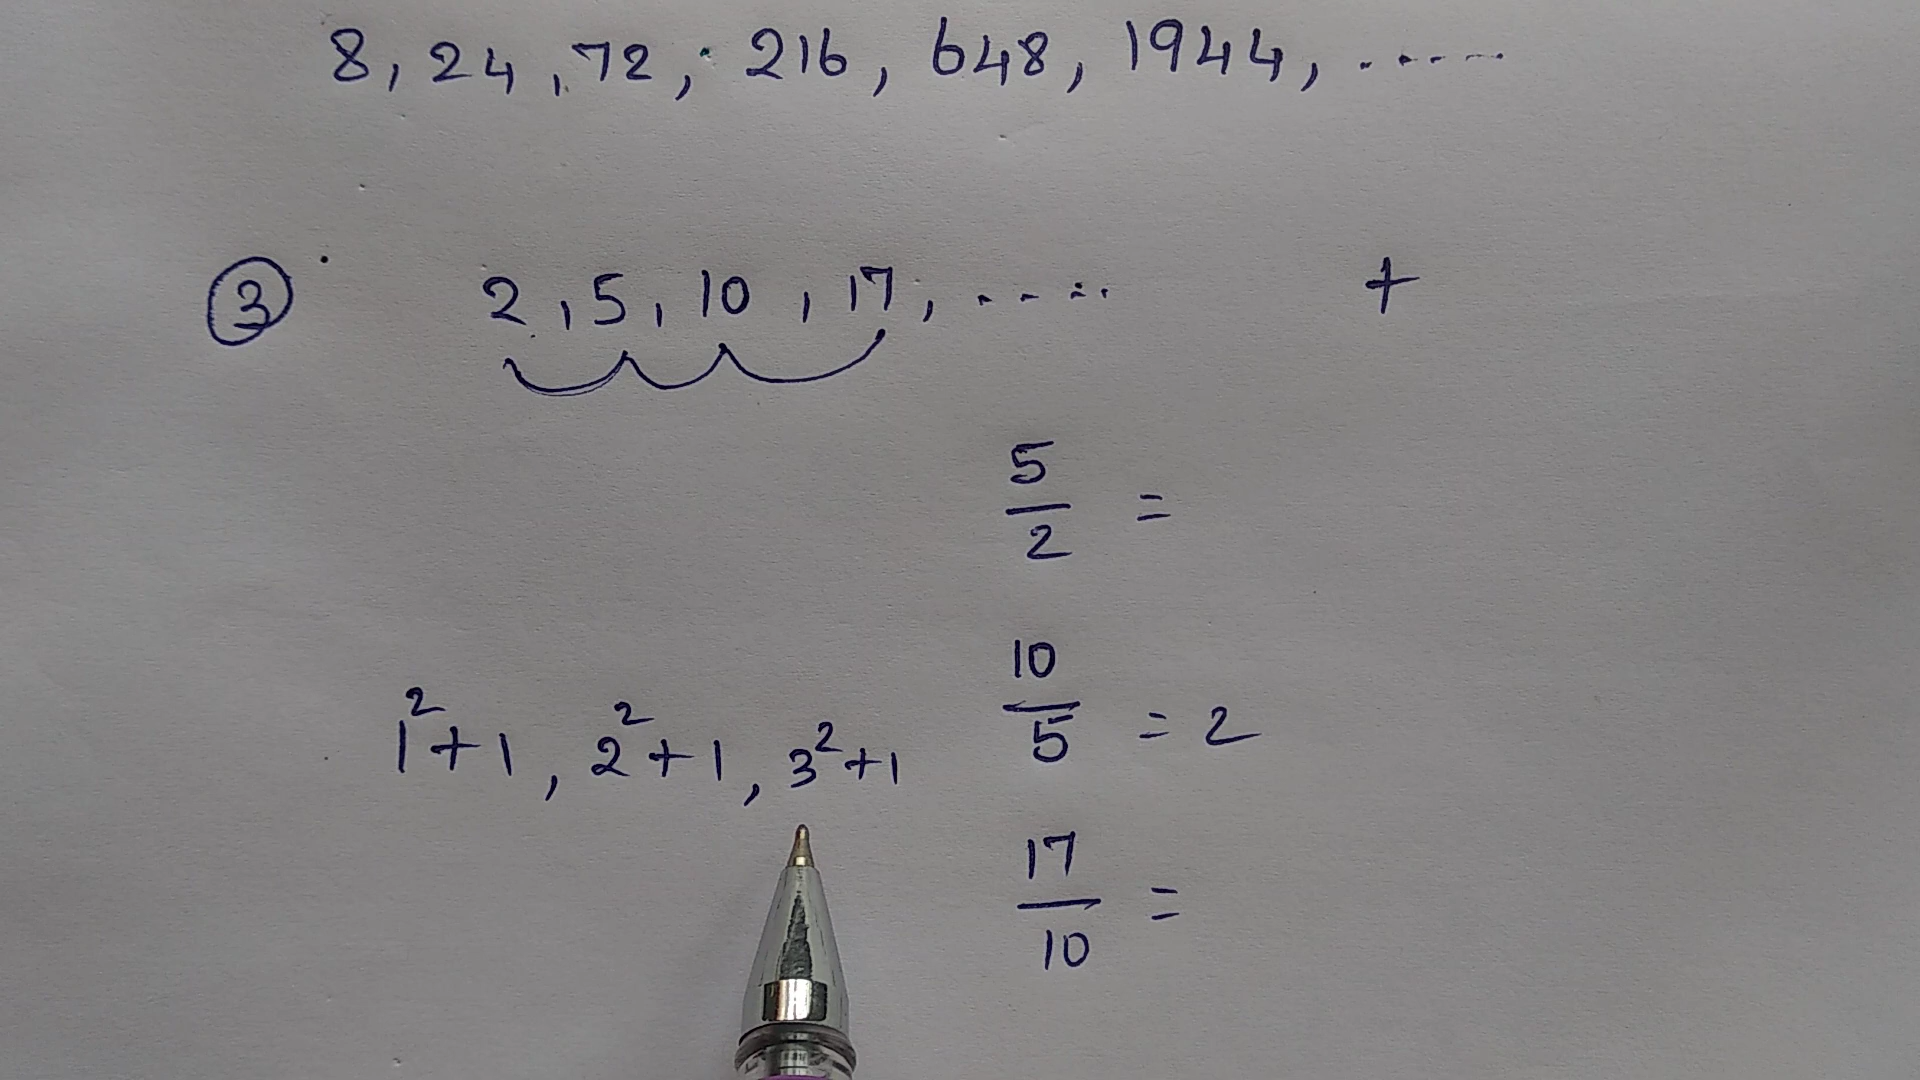 8, 24, 72, 216, 648, 1944, .....
③ 2, 5, 10, 17, ..... +
5/2 =
10/5 = 2
1²+1, 2²+1, 3²+1
17/10 =